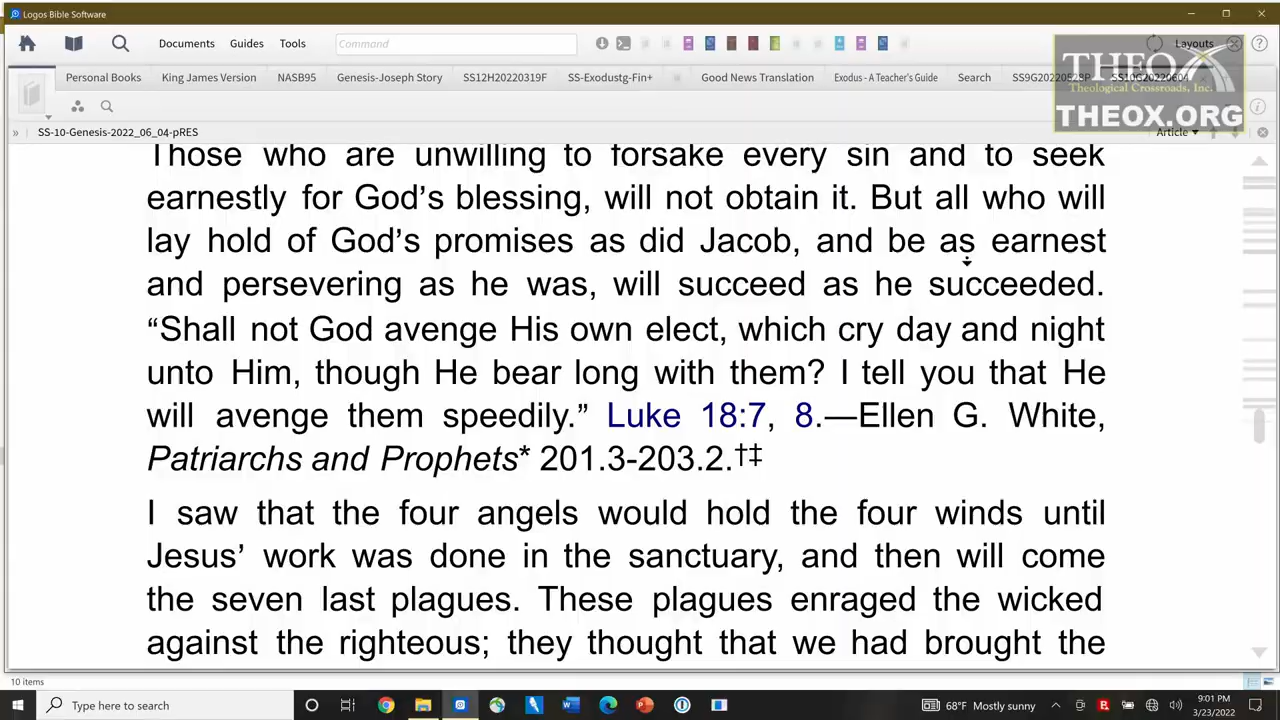 Logos Bible Software
Documents Guides Tools Command Layouts
THEOX
Theological Crossroads, Inc.
THEOX.ORG
Personal Books King James Version NASB95 Genesis-Jos SS12H20220319F SS-Exodustg-Fin+ Good News Translation Exodus - A Teacher's Guide Search
» SS-10-Genesis-2022_06_04-pRES Article
Those who are unwilling to forsake every sin and to seek
earnestly for God’s blessing, will not obtain it. But all who will
lay hold of God’s promises as did Jacob, and be as earnest
and persevering as he was, will succeed as he succeeded.
“Shall not God avenge His own elect, which cry day and night
unto Him, though He bear long with them? I tell you that He
will avenge them speedily.” Luke 18:7, 8.—Ellen G. White,
Patriarchs and Prophets* 201.3-203.2.†‡
I saw that the four angels would hold the four winds until
Jesus’ work was done in the sanctuary, and then will come
the seven last plagues. These plagues enraged the wicked
against the righteous; they thought that we had brought the
10 items
Type here to search
68°F Mostly sunny
9:01 PM
3/23/2022